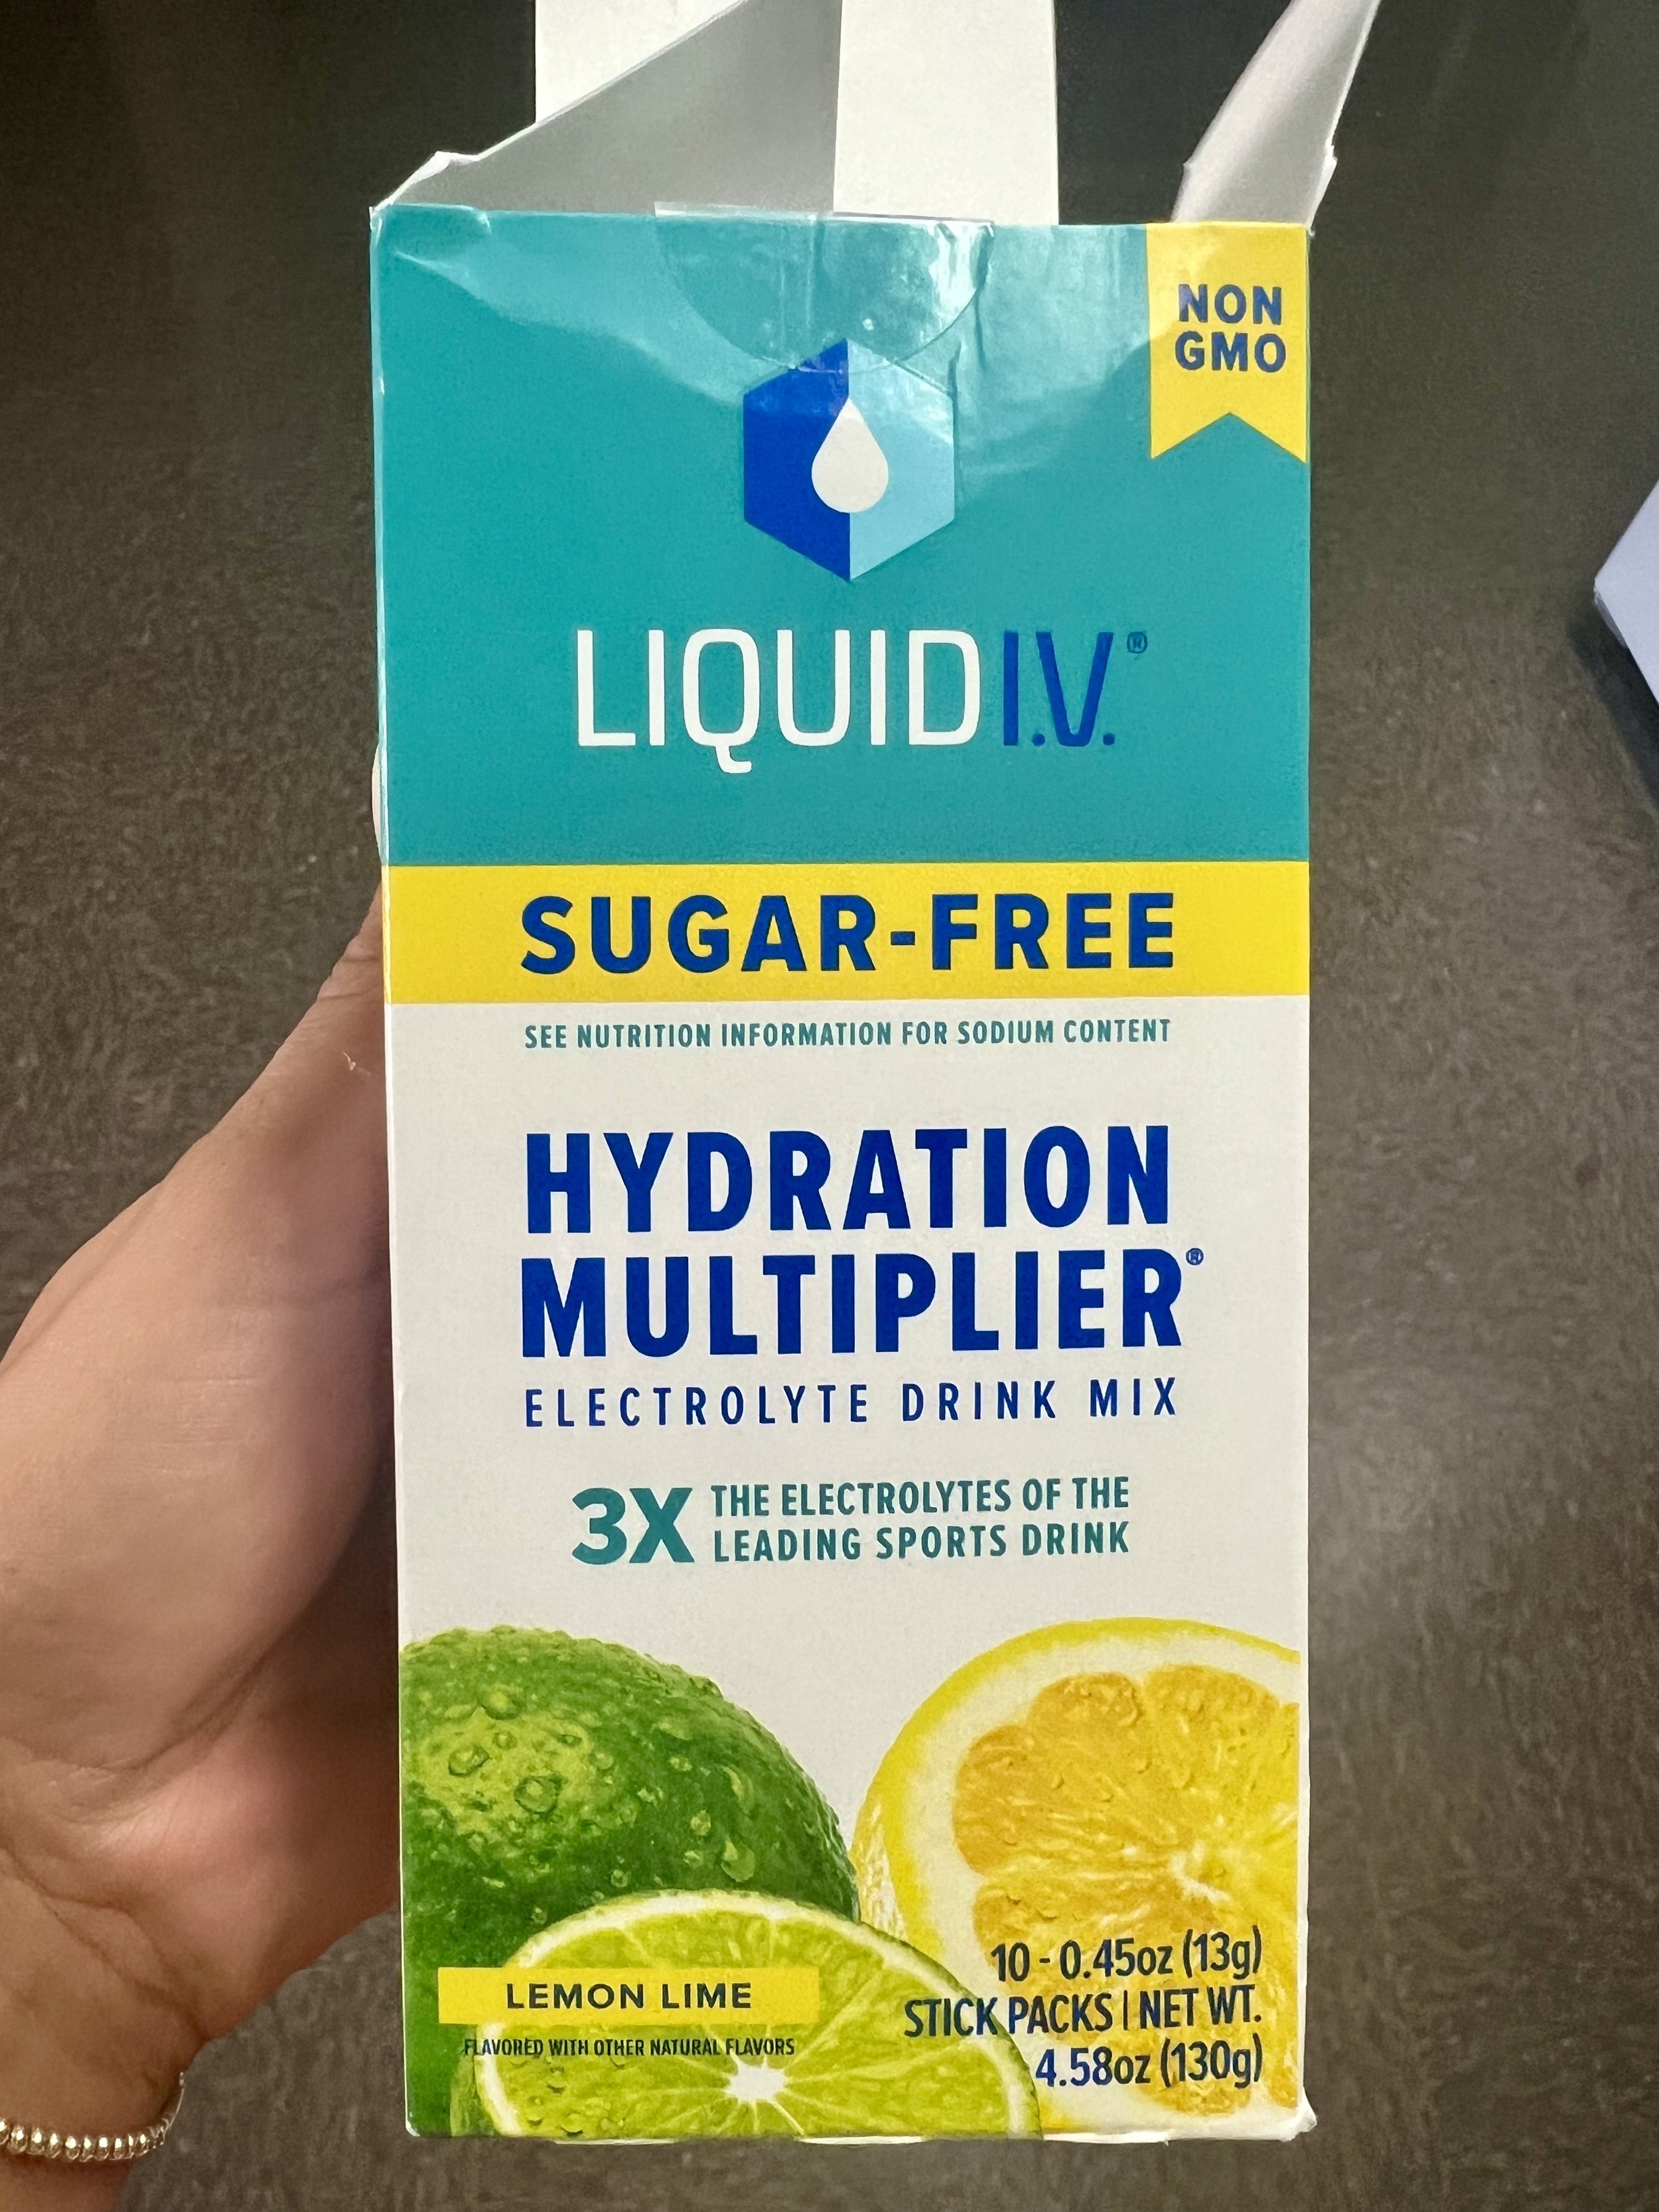 NON
GMO
LIQUID I.V.®
SUGAR-FREE
SEE NUTRITION INFORMATION FOR SODIUM CONTENT
HYDRATION
MULTIPLIER®
ELECTROLYTE DRINK MIX
3X THE ELECTROLYTES OF THE
LEADING SPORTS DRINK
LEMON LIME
FLAVORED WITH OTHER NATURAL FLAVORS
10 - 0.45oz (13g)
STICK PACKS | NET WT.
4.58oz (130g)